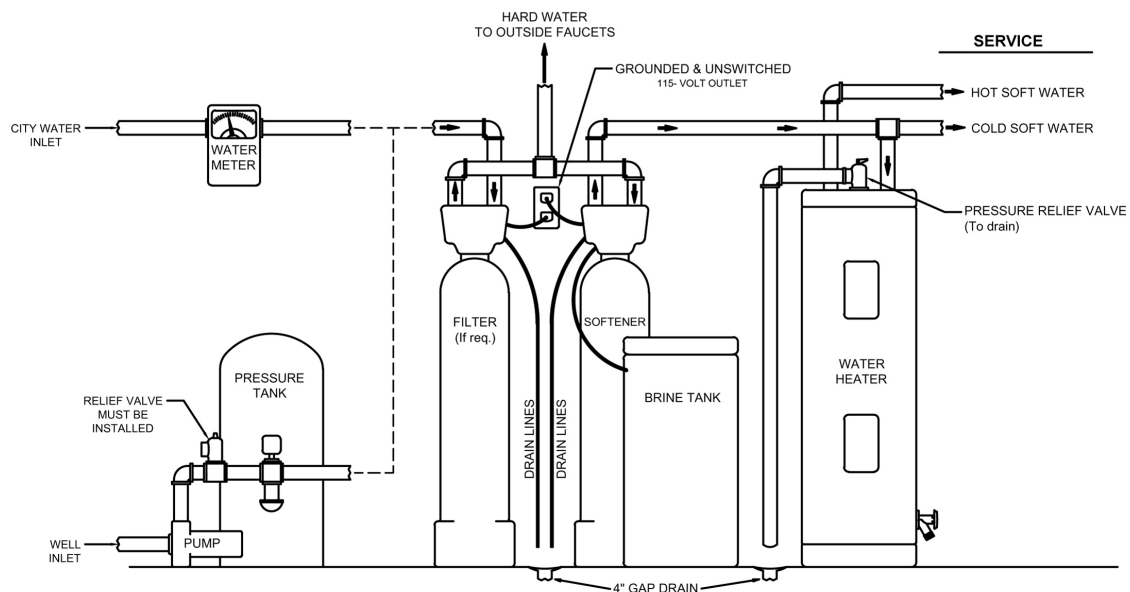 HARD WATER
TO OUTSIDE FAUCETS
SERVICE
GROUNDED & UNSWITCHED
115- VOLT OUTLET
HOT SOFT WATER
CITY WATER
INLET
WATER
METER
COLD SOFT WATER
PRESSURE RELIEF VALVE
(To drain)
FILTER
(If req.)
SOFTENER
PRESSURE
TANK
WATER
HEATER
RELIEF VALVE
MUST BE
INSTALLED
BRINE TANK
DRAIN LINES
DRAIN LINES
WELL
INLET
PUMP
4" GAP DRAIN